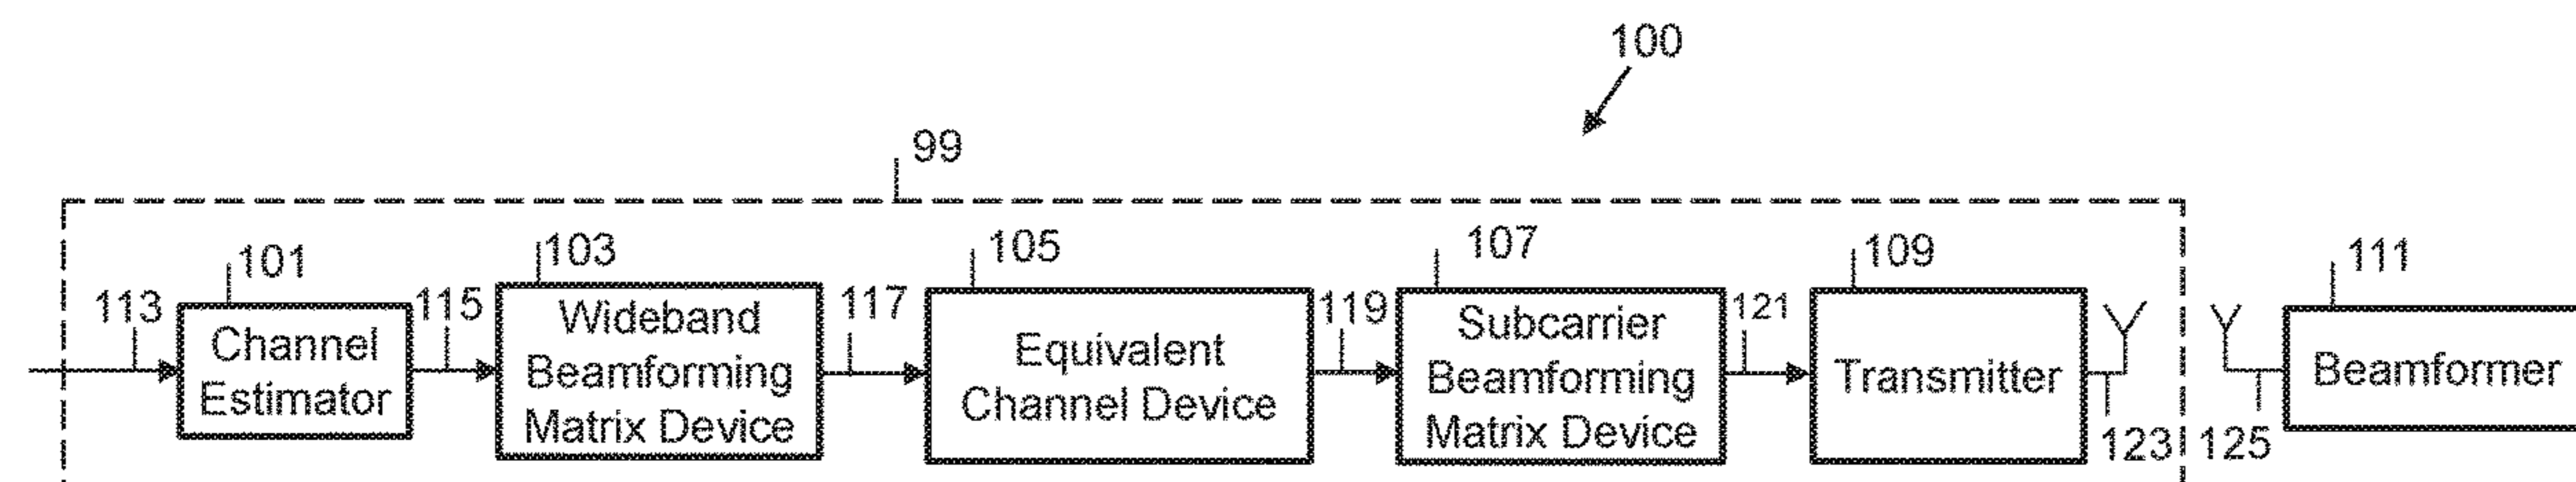 100
99
101
103
105
107
109
111
113
115
117
119
121
123
125
Channel
Estimator
Wideband
Beamforming
Matrix Device
Equivalent
Channel Device
Subcarrier
Beamforming
Matrix Device
Transmitter
Beamformer